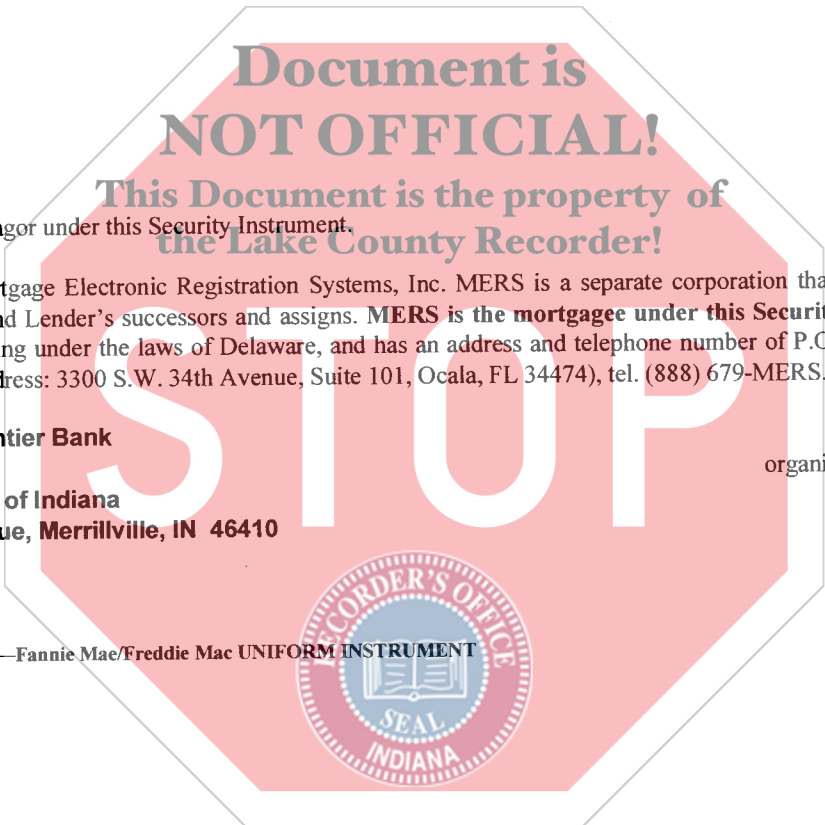 Document is
NOT OFFICIAL!
This Document is the property of
gor under this Security Instrument.
the Lake County Recorder!
tgage Electronic Registration Systems, Inc. MERS is a separate corporation tha
d Lender's successors and assigns. MERS is the mortgagee under this Securit
ng under the laws of Delaware, and has an address and telephone number of P.O
ress: 3300 S.W. 34th Avenue, Suite 101, Ocala, FL 34474), tel. (888) 679-MERS.
ntier Bank
organi
of Indiana
ue, Merrillville, IN 46410
STOP
RECORDER'S OFFICE
—Fannie Mae/Freddie Mac UNIFORM INSTRUMENT
SEAL
INDIANA